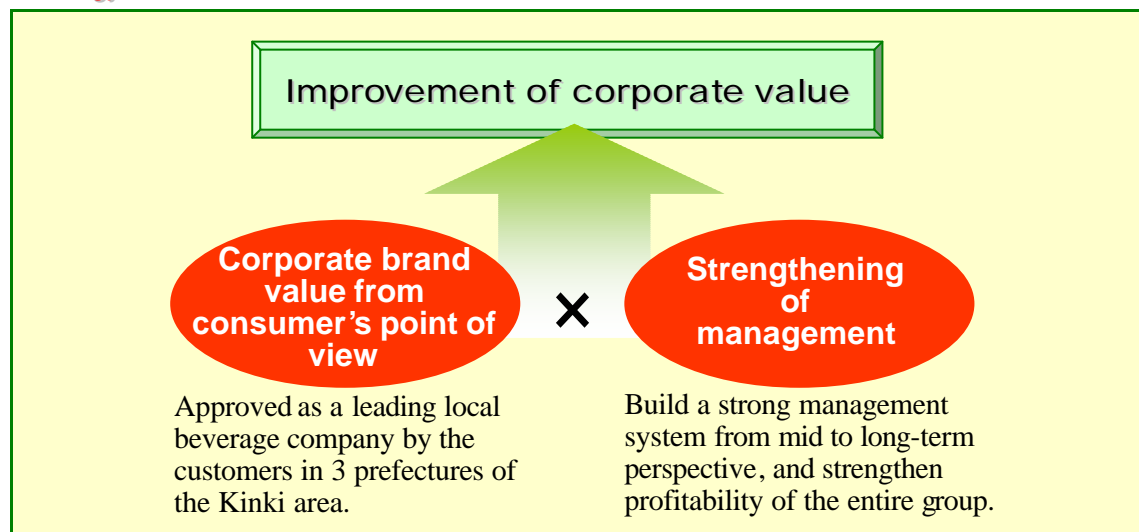 Improvement of corporate value
Corporate brand
value from
consumer’s point of
view
×
Strengthening
of
management
Approved as a leading local
beverage company by the
customers in 3 prefectures of
the Kinki area.
Build a strong management
system from mid to long-term
perspective, and strengthen
profitability of the entire group.